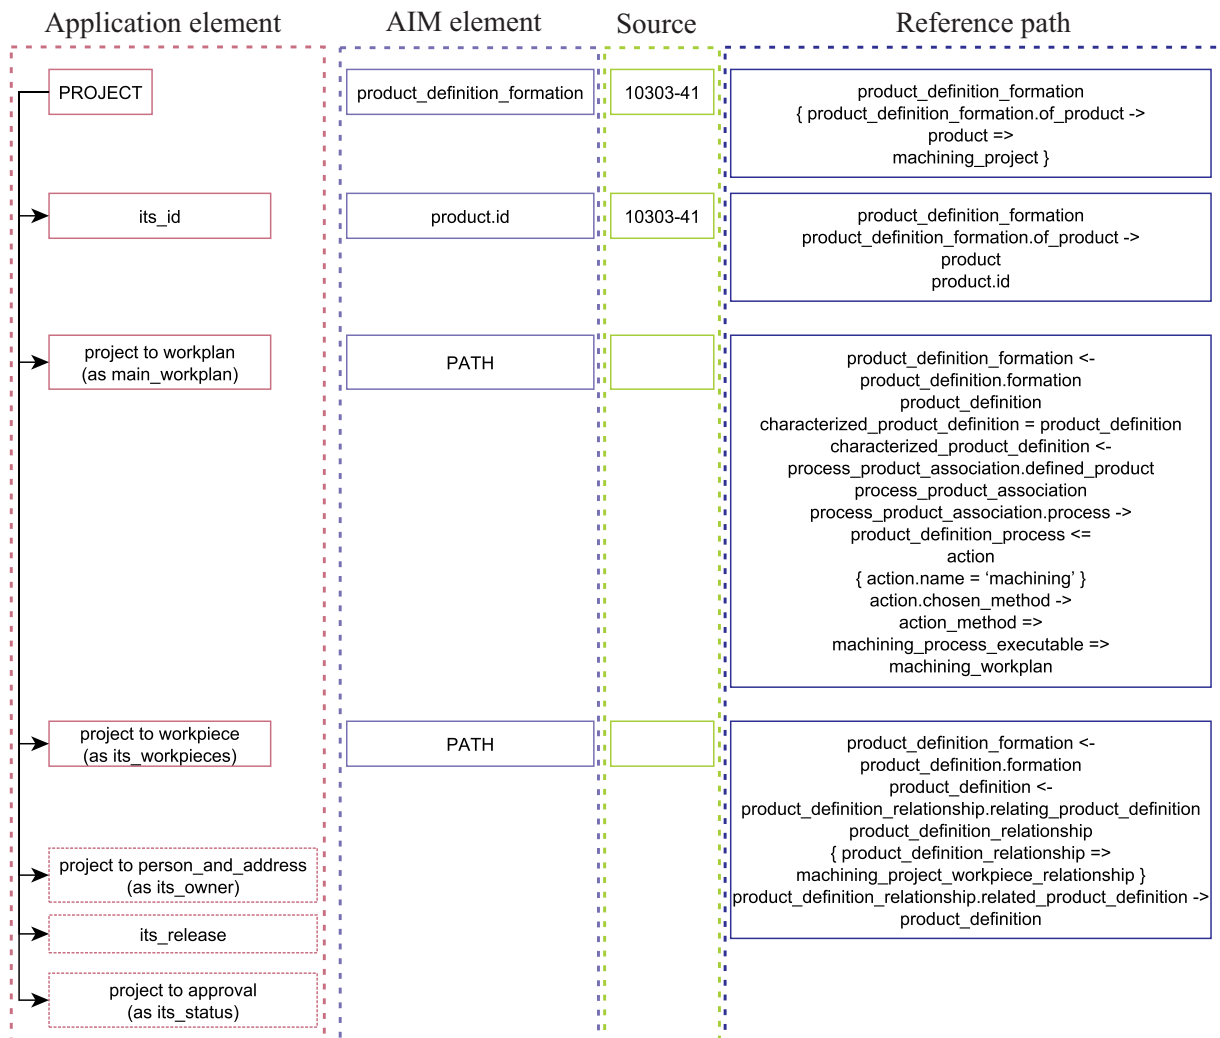 Application element
AIM element
Source
Reference path
PROJECT
product_definition_formation
10303-41
product_definition_formation
{ product_definition_formation.of_product ->
product =>
machining_project }
its_id
product.id
10303-41
product_definition_formation
product_definition_formation.of_product ->
product
product.id
project to workplan
(as main_workplan)
PATH
product_definition_formation <-
product_definition.formation
product_definition
characterized_product_definition = product_definition
characterized_product_definition <-
process_product_association.defined_product
process_product_association
process_product_association.process ->
product_definition_process <=
action
{ action.name = ‘machining’ }
action.chosen_method ->
action_method =>
machining_process_executable =>
machining_workplan
project to workpiece
(as its_workpieces)
PATH
product_definition_formation <-
product_definition.formation
product_definition <-
product_definition_relationship.relating_product_definition
product_definition_relationship
{ product_definition_relationship =>
machining_project_workpiece_relationship }
product_definition_relationship.related_product_definition ->
product_definition
project to person_and_address
(as its_owner)
its_release
project to approval
(as its_status)